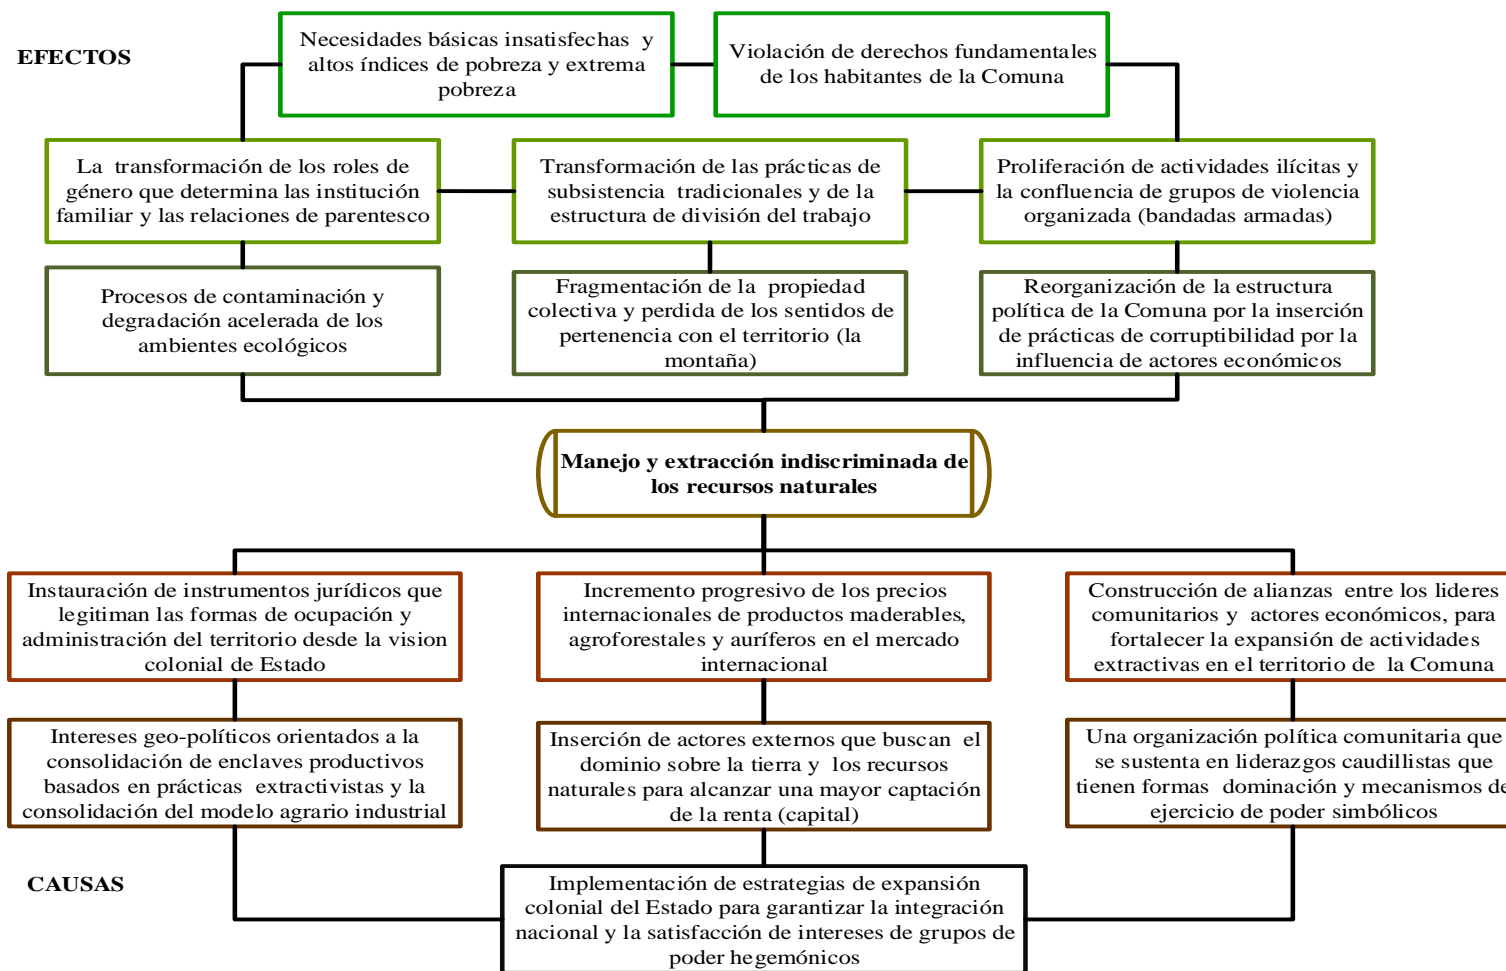 EFECTOS
Necesidades básicas insatisfechas y
altos índices de pobreza y extrema
pobreza
Violación de derechos fundamentales
de los habitantes de la Comuna
La transformación de los roles de
género que determina las institución
familiar y las relaciones de parentesco
Transformación de las prácticas de
subsistencia tradicionales y de la
estructura de división del trabajo
Proliferación de actividades ilícitas y
la confluencia de grupos de violencia
organizada (bandadas armadas)
Procesos de contaminación y
degradación acelerada de los
ambientes ecológicos
Fragmentación de la propiedad
colectiva y perdida de los sentidos de
pertenencia con el territorio (la
montaña)
Reorganización de la estructura
política de la Comuna por la inserción
de prácticas de corruptibilidad por la
influencia de actores económicos
Manejo y extracción indiscriminada de
los recursos naturales
Instauración de instrumentos jurídicos que
legitiman las formas de ocupación y
administración del territorio desde la vision
colonial de Estado
Incremento progresivo de los precios
internacionales de productos maderables,
agroforestales y auríferos en el mercado
internacional
Construcción de alianzas entre los lideres
comunitarios y actores económicos, para
fortalecer la expansión de actividades
extractivas en el territorio de la Comuna
Intereses geo-políticos orientados a la
consolidación de enclaves productivos
basados en prácticas extractivistas y la
consolidación del modelo agrario industrial
Inserción de actores externos que buscan el
dominio sobre la tierra y los recursos
naturales para alcanzar una mayor captación
de la renta (capital)
Una organización política comunitaria que
se sustenta en liderazgos caudillistas que
tienen formas dominación y mecanismos de
ejercicio de poder simbólicos
CAUSAS
Implementación de estrategias de expansión
colonial del Estado para garantizar la integración
nacional y la satisfacción de intereses de grupos de
poder hegemónicos